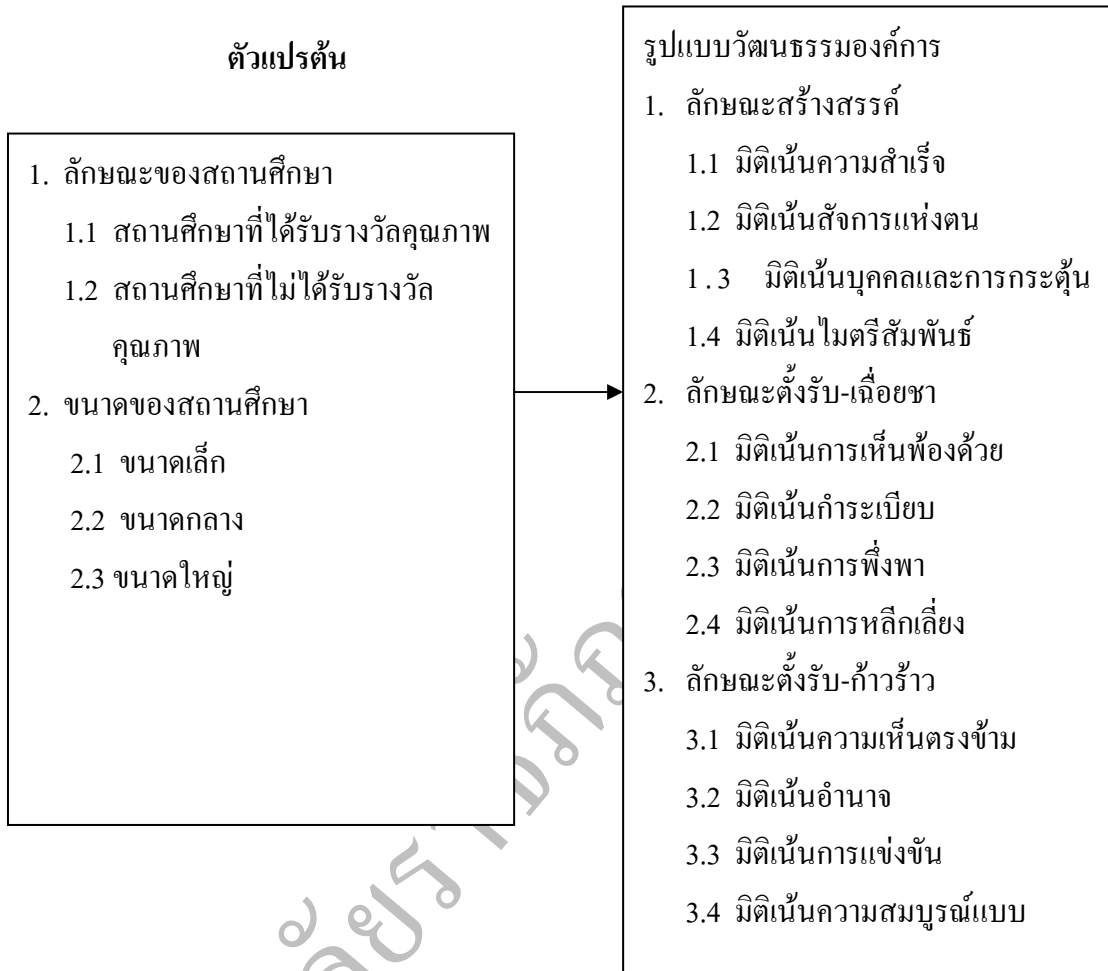 ตัวแปรต้น
1. ลักษณะของสถานศึกษา
1.1 สถานศึกษาที่ได้รับรางวัลคุณภาพ
1.2 สถานศึกษาที่ไม่ได้รับรางวัล
คุณภาพ
2. ขนาดของสถานศึกษา
2.1 ขนาดเล็ก
2.2 ขนาดกลาง
2.3 ขนาดใหญ่
รูปแบบวัฒนธรรมองค์การ
1. ลักษณะสร้างสรรค์
1.1 มิติเน้นความสำเร็จ
1.2 มิติเน้นสัจการแห่งตน
1.3 มิติเน้นบุคคลและการกระตุ้น
1.4 มิติเน้นไมตรีสัมพันธ์
2. ลักษณะตั้งรับ-เฉื่อยชา
2.1 มิติเน้นการเห็นพ้องด้วย
2.2 มิติเน้นกำระเบียบ
2.3 มิติเน้นการพึ่งพา
2.4 มิติเน้นการหลีกเลี่ยง
3. ลักษณะตั้งรับ-ก้าวร้าว
3.1 มิติเน้นความเห็นตรงข้าม
3.2 มิติเน้นอำนาจ
3.3 มิติเน้นการแข่งขัน
3.4 มิติเน้นความสมบูรณ์แบบ